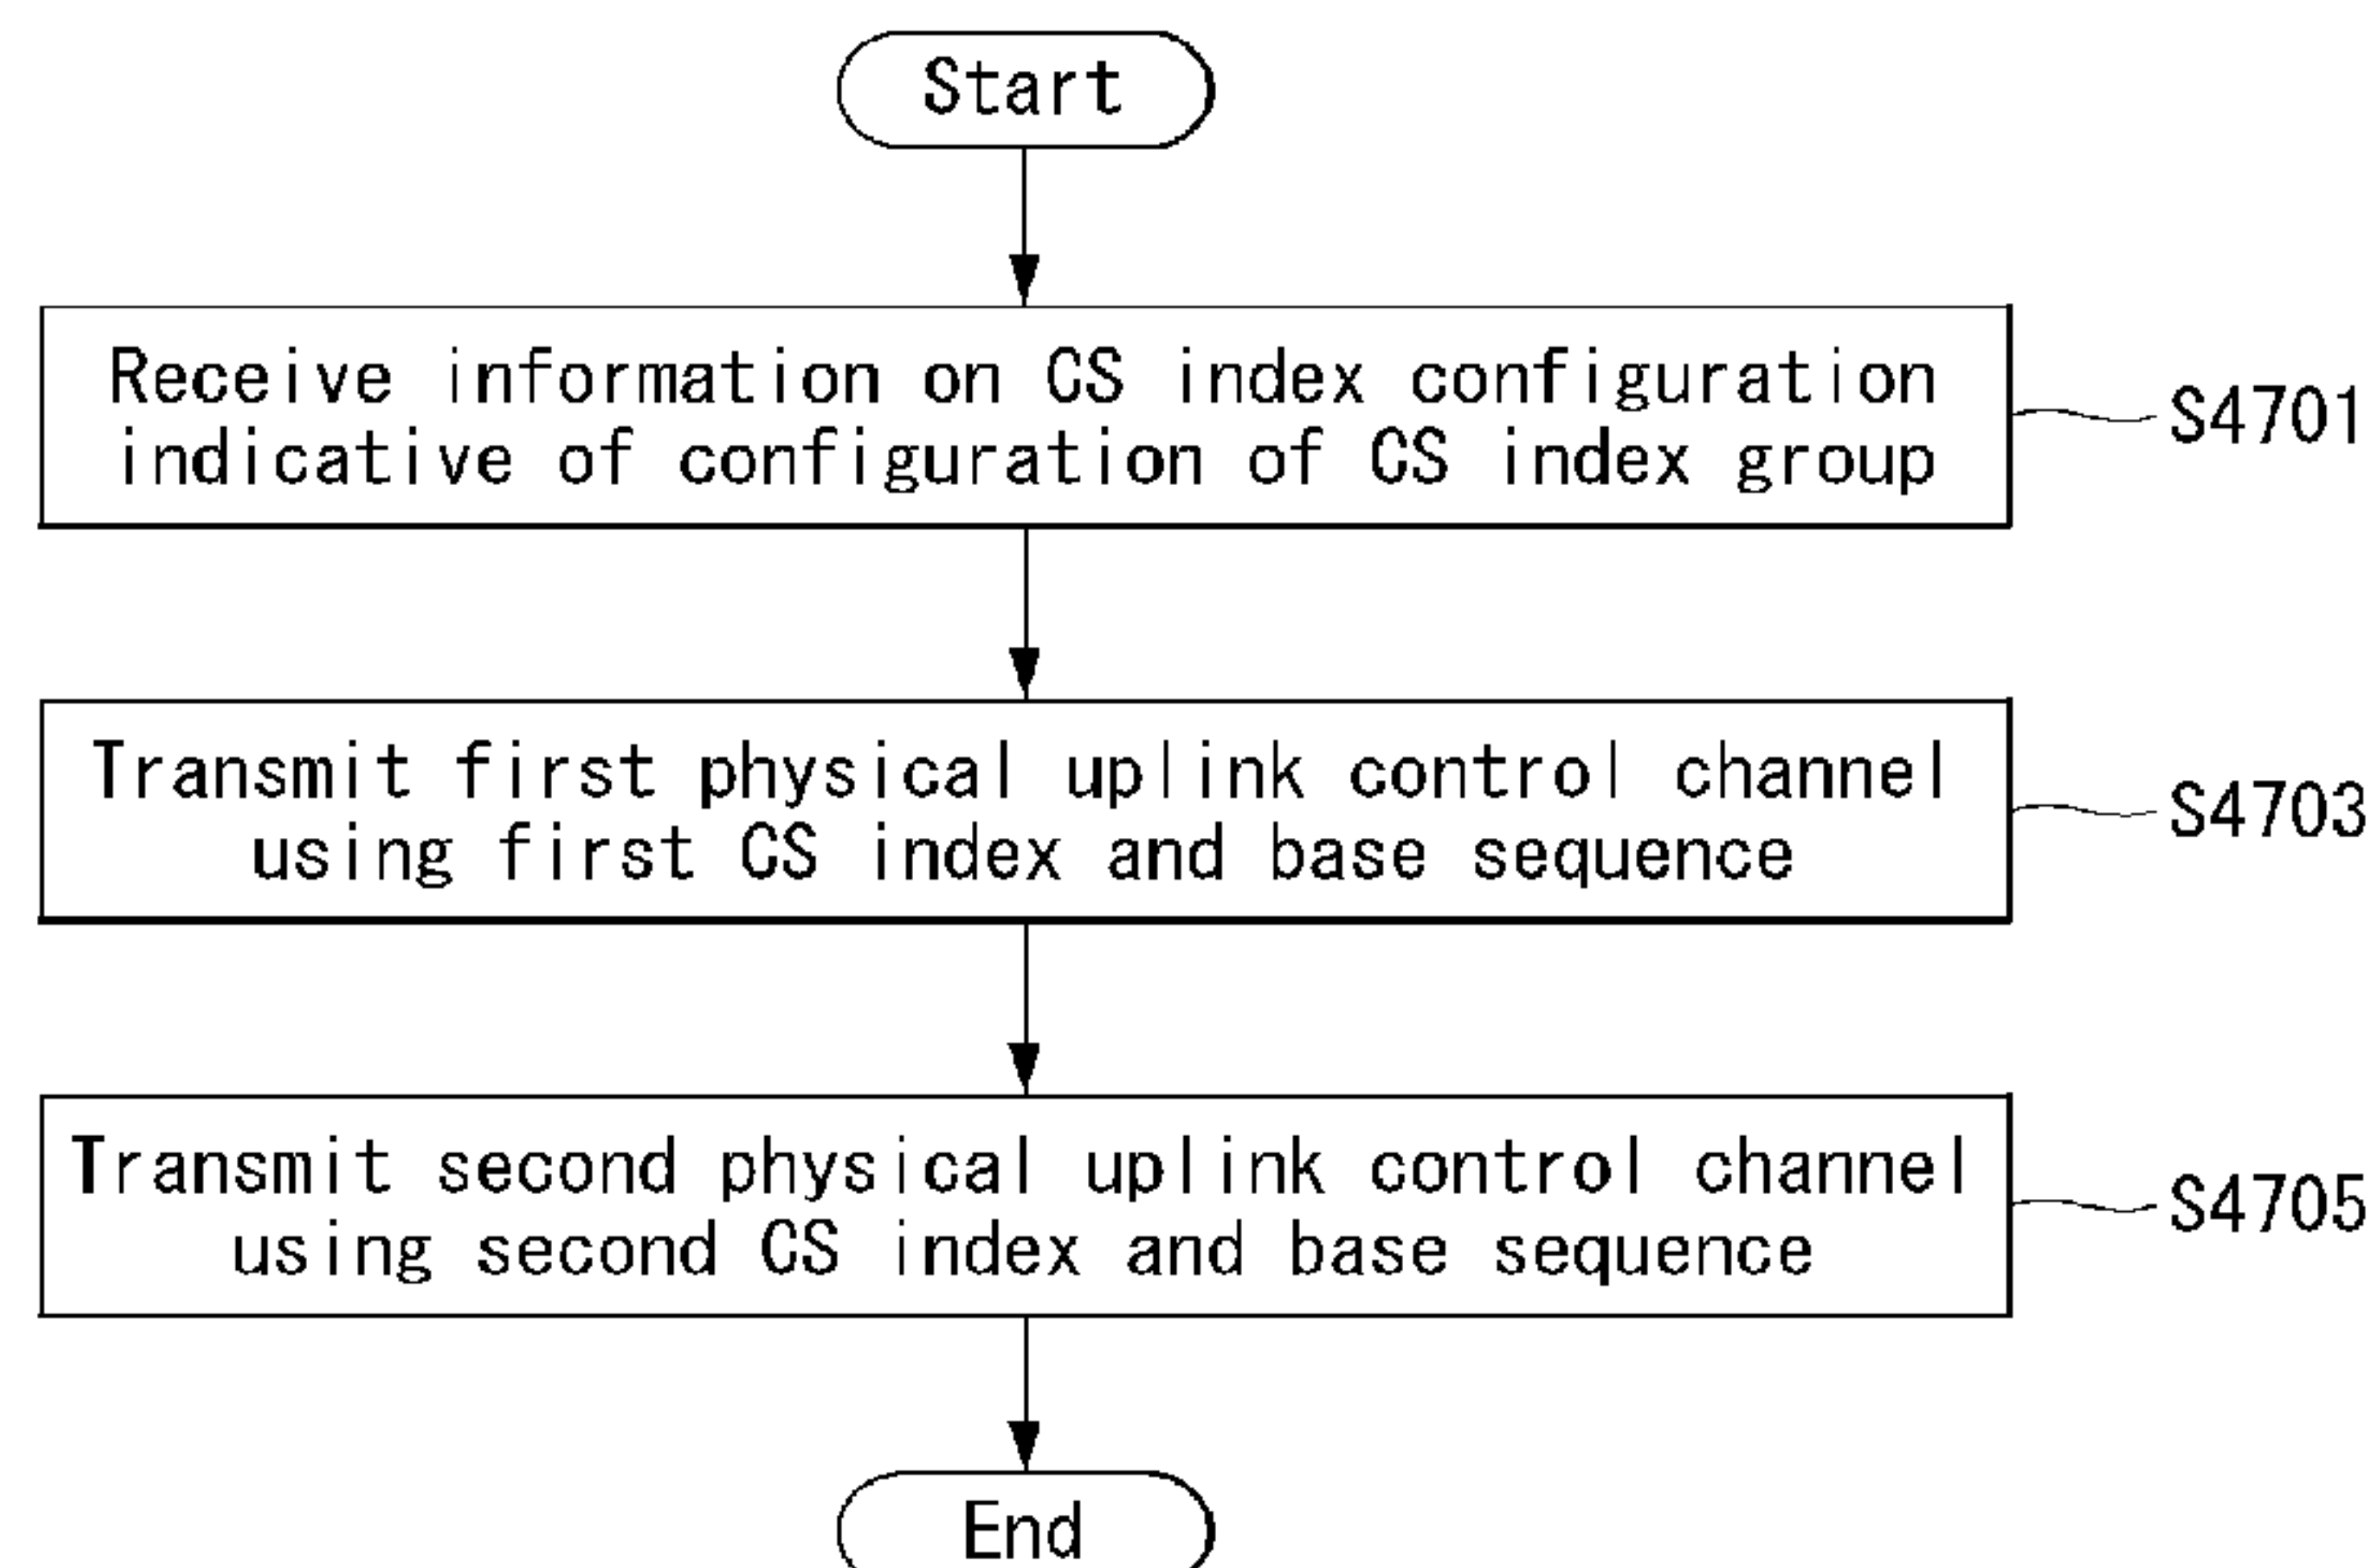 Start
Receive information on CS index configuration
indicative of configuration of CS index group
S4701
Transmit first physical uplink control channel
using first CS index and base sequence
S4703
Transmit second physical uplink control channel
using second CS index and base sequence
S4705
End